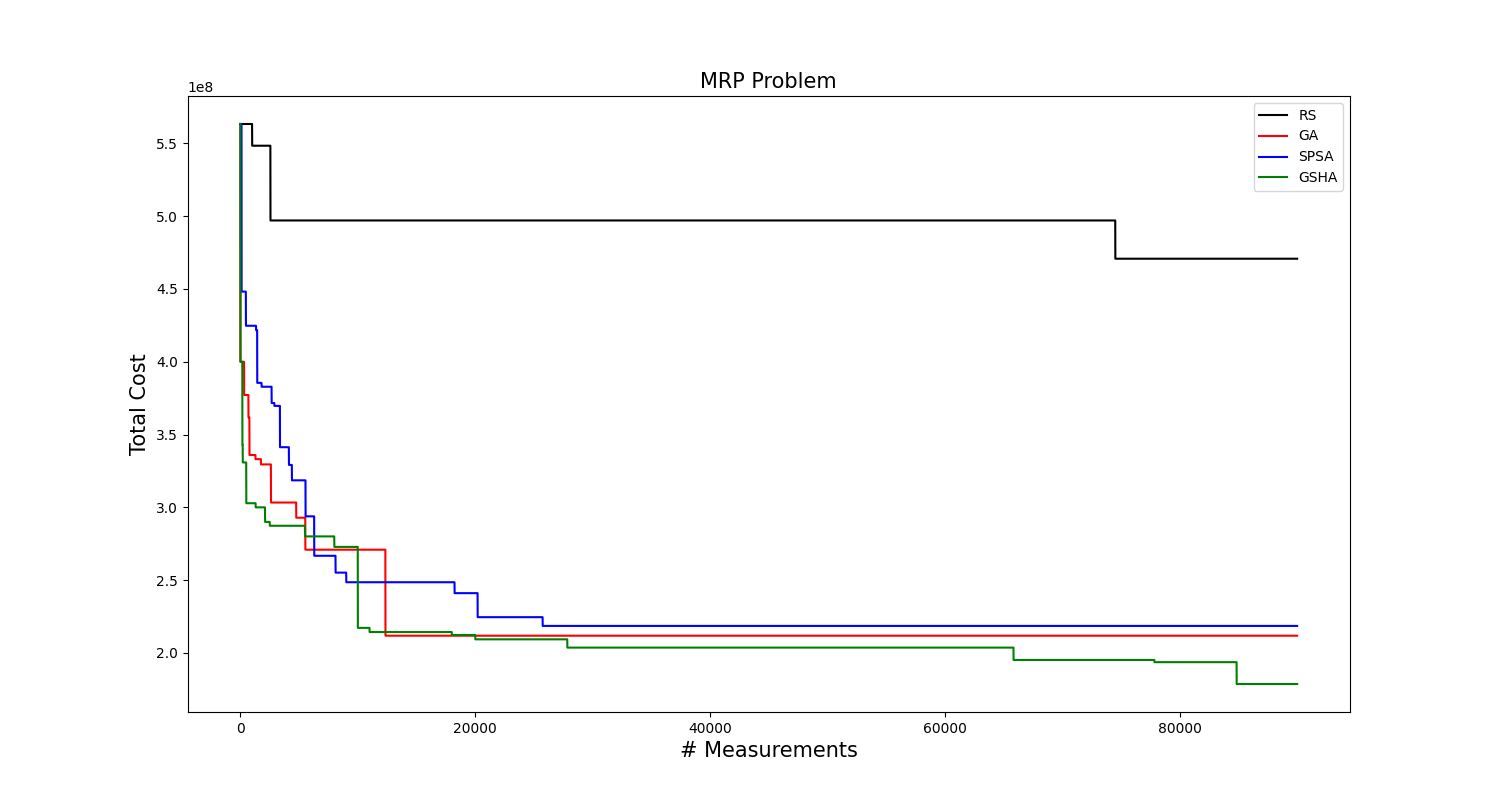 MRP Problem
1e8
RS
GA
SPSA
GSHA
5.5
5.0
4.5
4.0
3.5
3.0
2.5
2.0
Total Cost
0
20000
40000
60000
80000
# Measurements